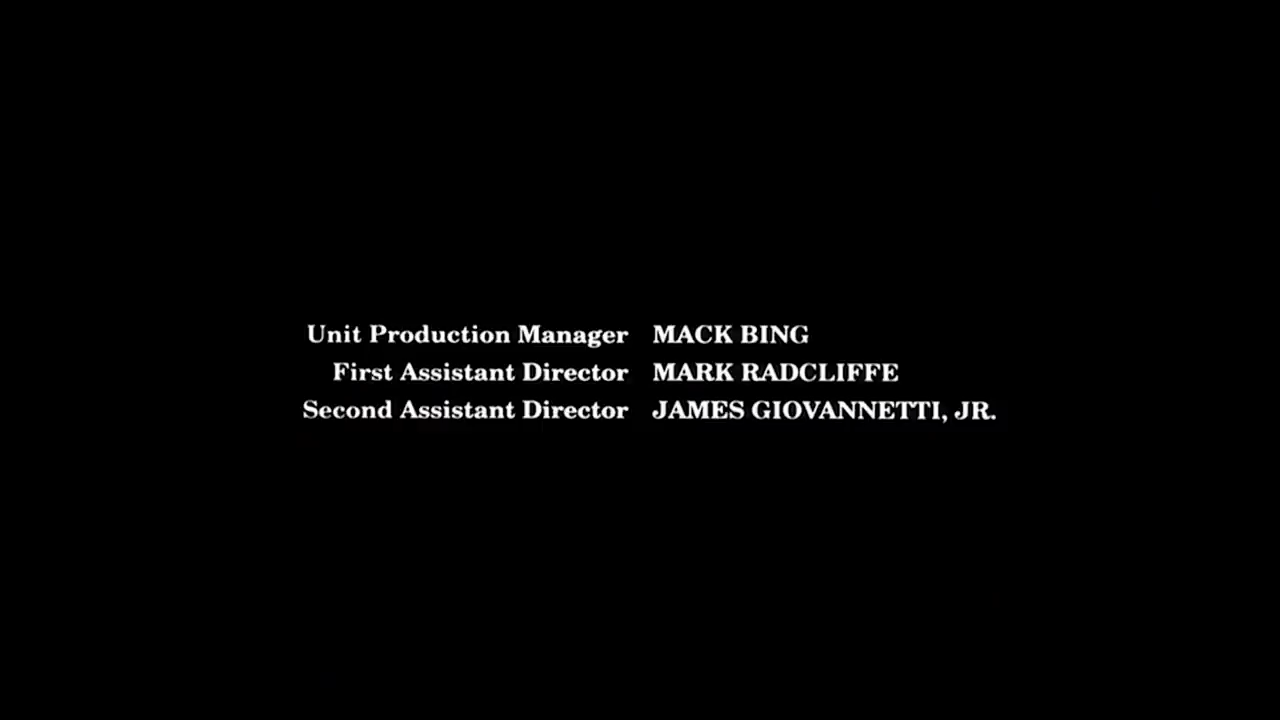 Unit Production Manager MACK BING
First Assistant Director MARK RADCLIFFE
Second Assistant Director JAMES GIOVANNETTI, JR.